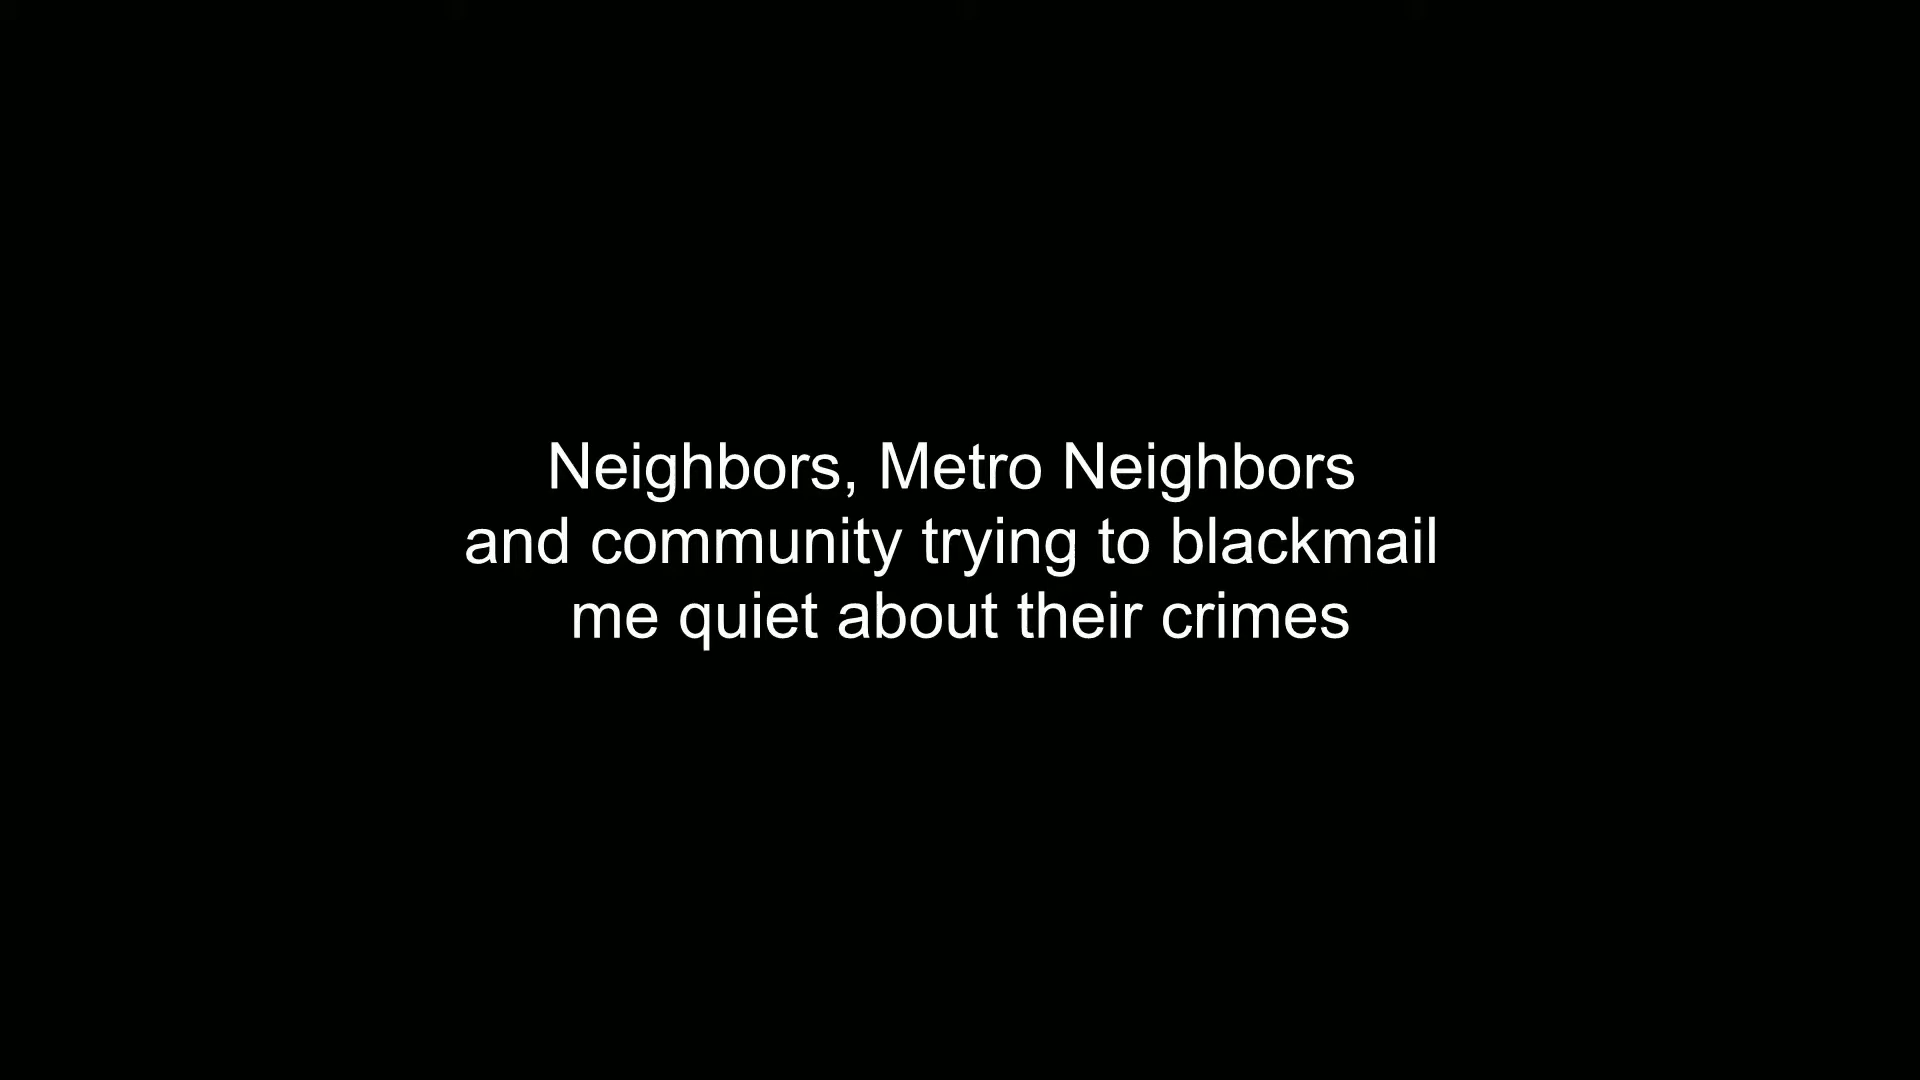 Neighbors, Metro Neighbors
and community trying to blackmail
me quiet about their crimes